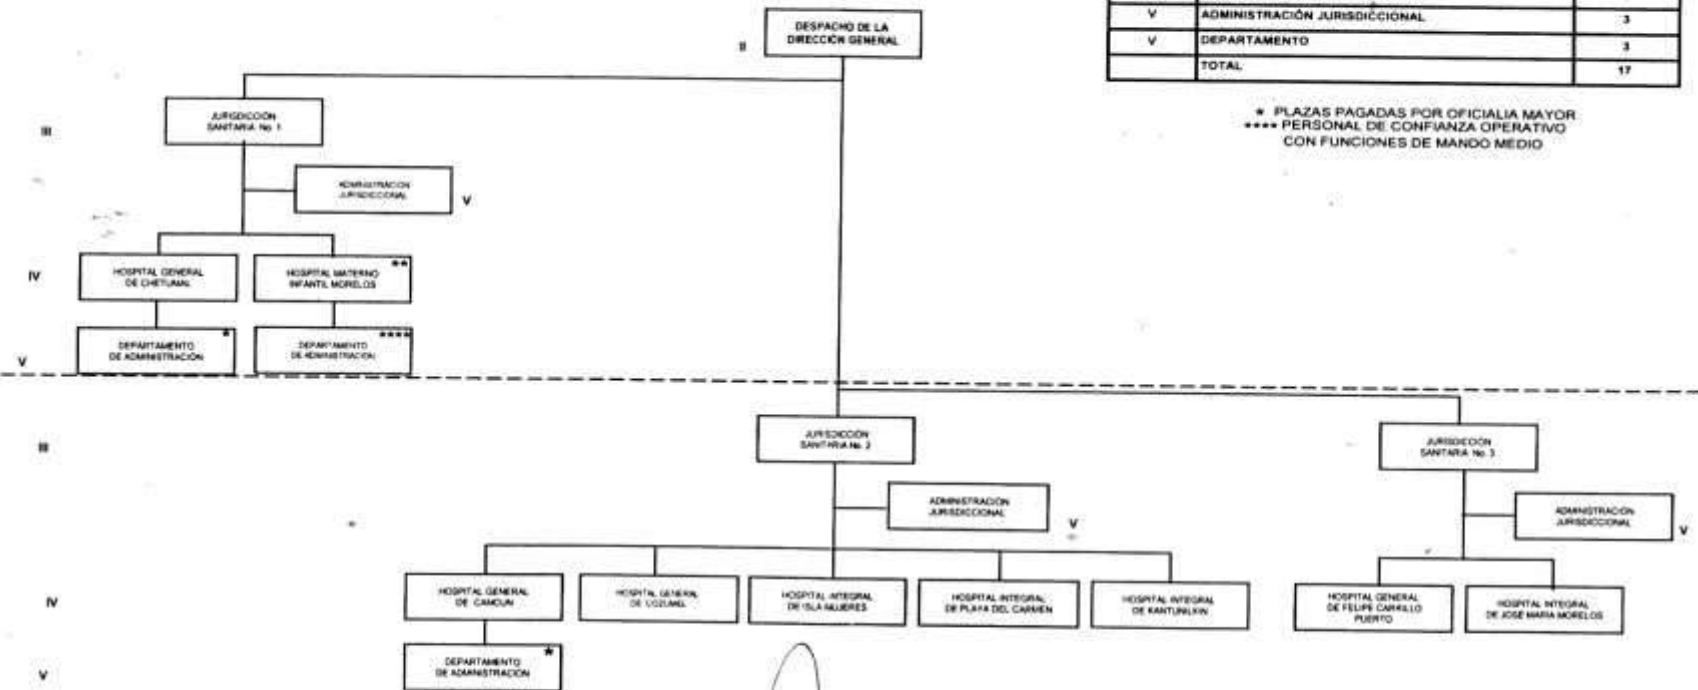 V ADMINISTRACIÓN JURISDICCIONAL 3
V DEPARTAMENTO 3
TOTAL 17
* PLAZAS PAGADAS POR OFICIALIA MAYOR
**** PERSONAL DE CONFIANZA OPERATIVO
CON FUNCIONES DE MANDO MEDIO
II
DESPACHO DE LA
DIRECCIÓN GENERAL
III
JURISDICCIÓN
SANITARIA No. 1
ADMINISTRACION
JURISDICCIONAL
V
IV
HOSPITAL GENERAL
DE CHETUMAL
HOSPITAL MATERNO **
INFANTIL MORELOS
V
DEPARTAMENTO *
DE ADMINISTRACIÓN
DEPARTAMENTO ****
DE ADMINISTRACIÓN
III
JURISDICCIÓN
SANITARIA No. 2
JURISDICCIÓN
SANITARIA No. 3
ADMINISTRACIÓN
JURISDICCIONAL
V
ADMINISTRACIÓN
JURISDICCIONAL
V
IV
HOSPITAL GENERAL
DE CANCUN
HOSPITAL GENERAL
DE COZUMEL
HOSPITAL INTEGRAL
DE ISLA MUJERES
HOSPITAL INTEGRAL
DE PLAYA DEL CARMEN
HOSPITAL INTEGRAL
DE KANTUNILKIN
HOSPITAL GENERAL
DE FELIPE CARRILLO
PUERTO
HOSPITAL INTEGRAL
DE JOSE MARIA MORELOS
V
DEPARTAMENTO *
DE ADMINISTRACIÓN